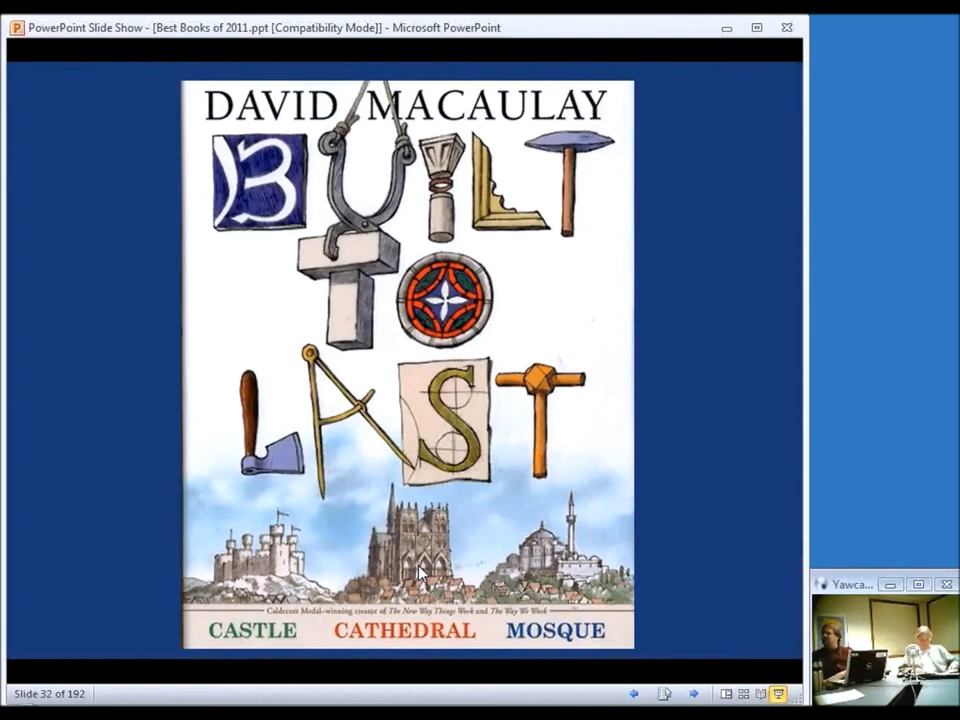 PowerPoint Slide Show - [Best Books of 2011.ppt [Compatibility Mode]] - Microsoft PowerPoint
DAVID MACAULAY
BUILT
TO
LAST
Caldecott Medal-winning creator of The New Way Things Work and The Way We Work
CASTLE CATHEDRAL MOSQUE
Yawca...
Slide 32 of 192